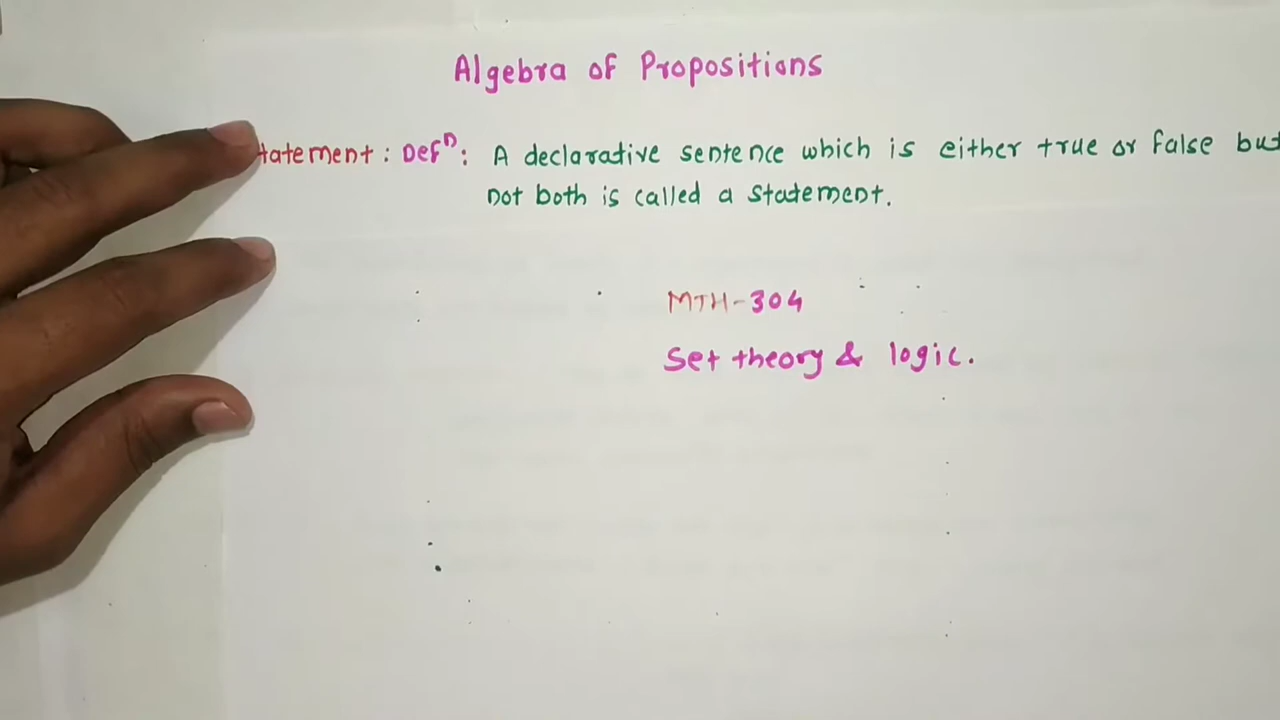 Algebra of Propositions
tatement : Defⁿ : A declarative sentence which is either true or false but
not both is called a statement.
MTH-304
Set theory & logic.